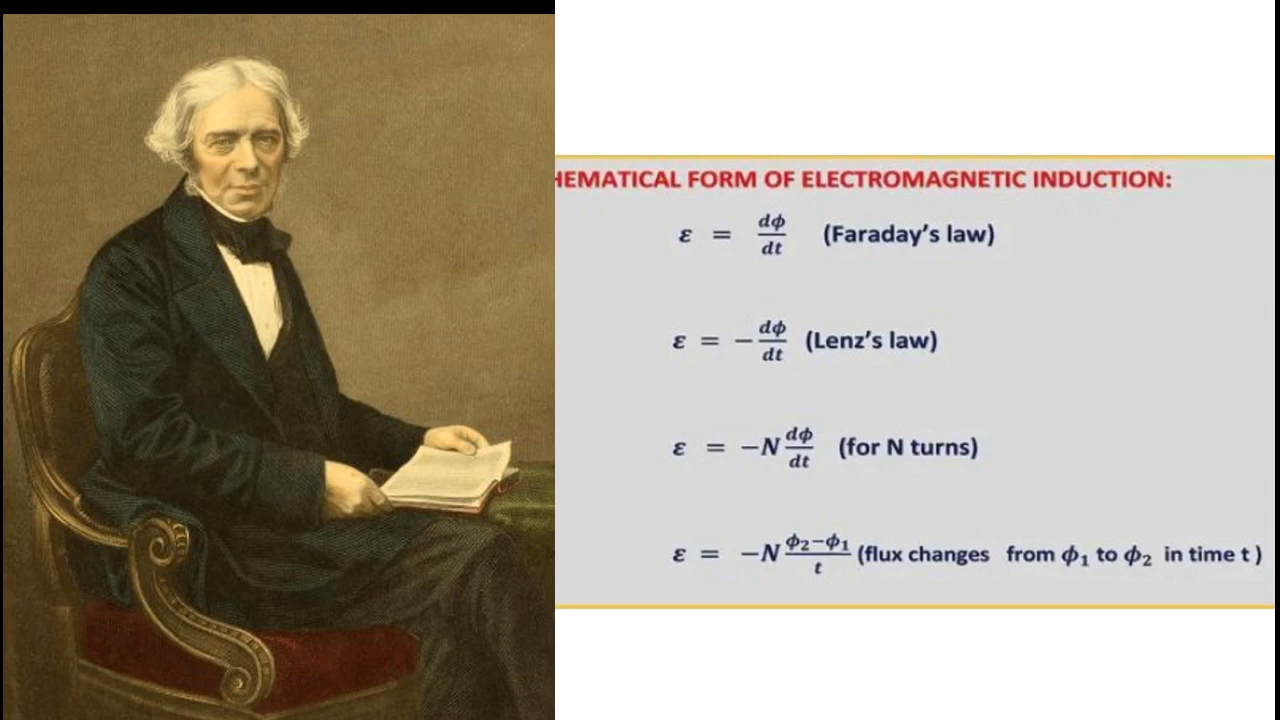 HEMATICAL FORM OF ELECTROMAGNETIC INDUCTION:
ε = dϕ/dt (Faraday's law)
ε = −dϕ/dt (Lenz's law)
ε = −N dϕ/dt (for N turns)
ε = −N ϕ₂−ϕ₁/t (flux changes from ϕ₁ to ϕ₂ in time t )